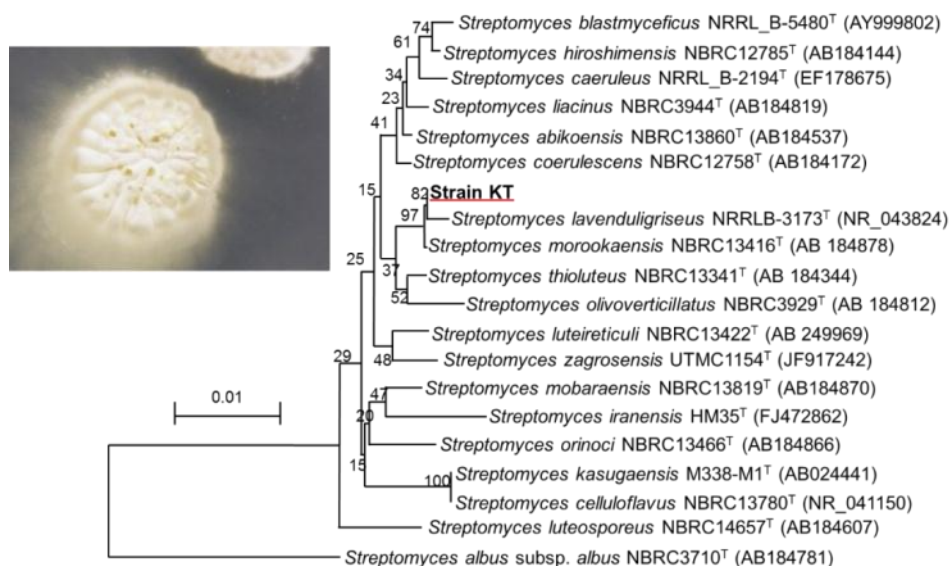 Streptomyces blastmyceficus NRRL_B-5480ᵀ (AY999802)
74
61
Streptomyces hiroshimensis NBRC12785ᵀ (AB184144)
34
Streptomyces caeruleus NRRL_B-2194ᵀ (EF178675)
23
Streptomyces liacinus NBRC3944ᵀ (AB184819)
41
Streptomyces abikoensis NBRC13860ᵀ (AB184537)
Streptomyces coerulescens NBRC12758ᵀ (AB184172)
15
82
Strain KT
97
Streptomyces lavenduligriseus NRRLB-3173ᵀ (NR_043824)
Streptomyces morookaensis NBRC13416ᵀ (AB 184878)
25
37
Streptomyces thioluteus NBRC13341ᵀ (AB 184344)
52
Streptomyces olivoverticillatus NBRC3929ᵀ (AB 184812)
Streptomyces luteireticuli NBRC13422ᵀ (AB 249969)
29
48
Streptomyces zagrosensis UTMC1154ᵀ (JF917242)
0.01
47
Streptomyces mobaraensis NBRC13819ᵀ (AB184870)
20
Streptomyces iranensis HM35ᵀ (FJ472862)
Streptomyces orinoci NBRC13466ᵀ (AB184866)
15
100
Streptomyces kasugaensis M338-M1ᵀ (AB024441)
Streptomyces celluloflavus NBRC13780ᵀ (NR_041150)
Streptomyces luteosporeus NBRC14657ᵀ (AB184607)
Streptomyces albus subsp. albus NBRC3710ᵀ (AB184781)